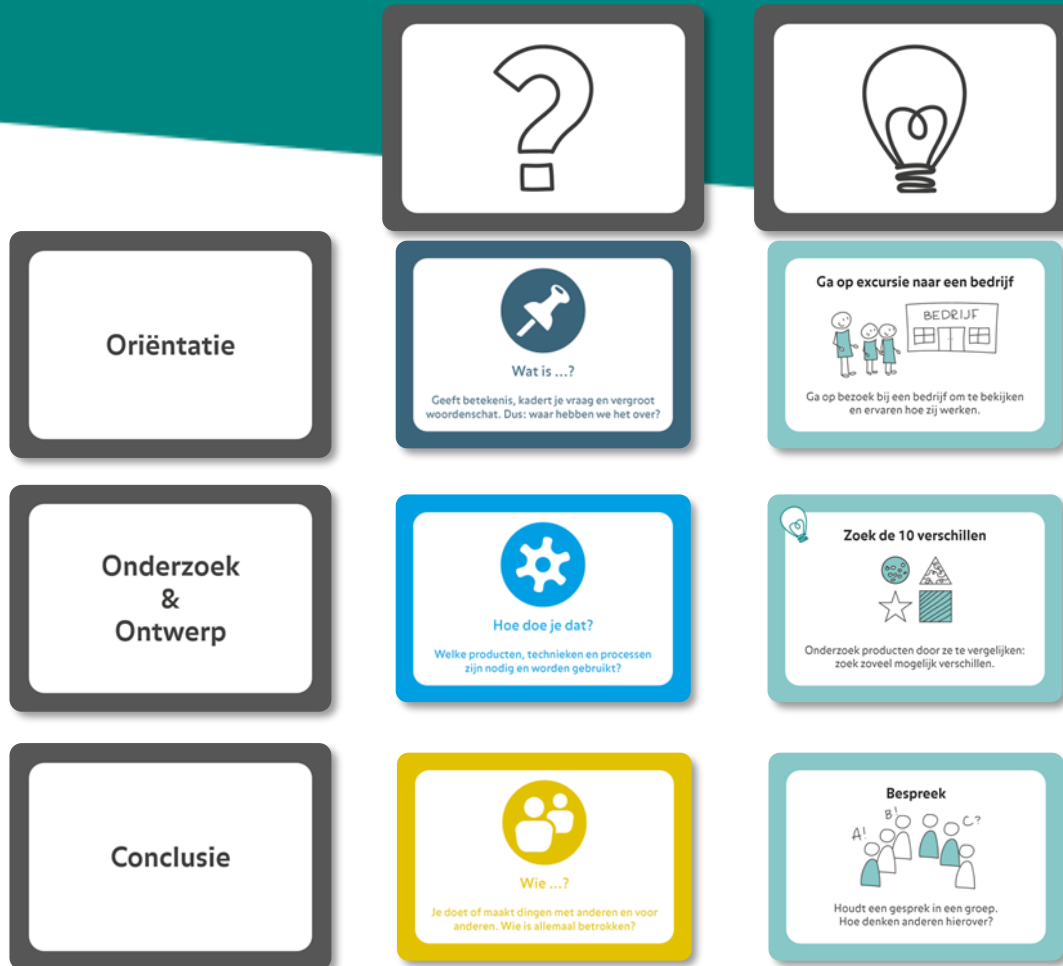 ?
Oriëntatie
Wat is ...?
Geeft betekenis, kadert je vraag en vergroot
woordenschat. Dus: waar hebben we het over?
Ga op excursie naar een bedrijf
BEDRIJF
Ga op bezoek bij een bedrijf om te bekijken
en ervaren hoe zij werken.
Onderzoek
&
Ontwerp
Hoe doe je dat?
Welke producten, technieken en processen
zijn nodig en worden gebruikt?
Zoek de 10 verschillen
Onderzoek producten door ze te vergelijken:
zoek zoveel mogelijk verschillen.
Conclusie
Wie ...?
Je doet of maakt dingen met anderen en voor
anderen. Wie is allemaal betrokken?
Bespreek
A! B! C?
Houdt een gesprek in een groep.
Hoe denken anderen hierover?